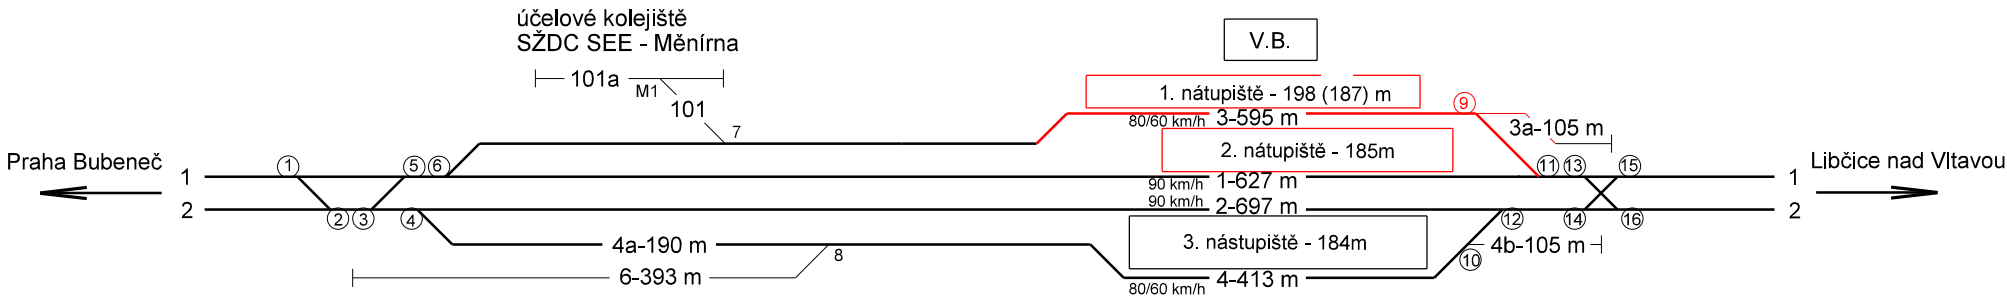 účelové kolejiště
SŽDC SEE - Měnírna
V.B.
101a
M1
101
1. nátupiště - 198 (187) m
9
80/60 km/h 3-595 m
3a-105 m
7
2. nátupiště - 185m
Praha Bubeneč
Libčice nad Vltavou
1
1
5
6
90 km/h 1-627 m
11
13
15
1
2
2
3
4
90 km/h 2-697 m
12
14
16
2
4a-190 m
8
3. nástupiště - 184m
4b-105 m
10
6-393 m
80/60 km/h 4-413 m